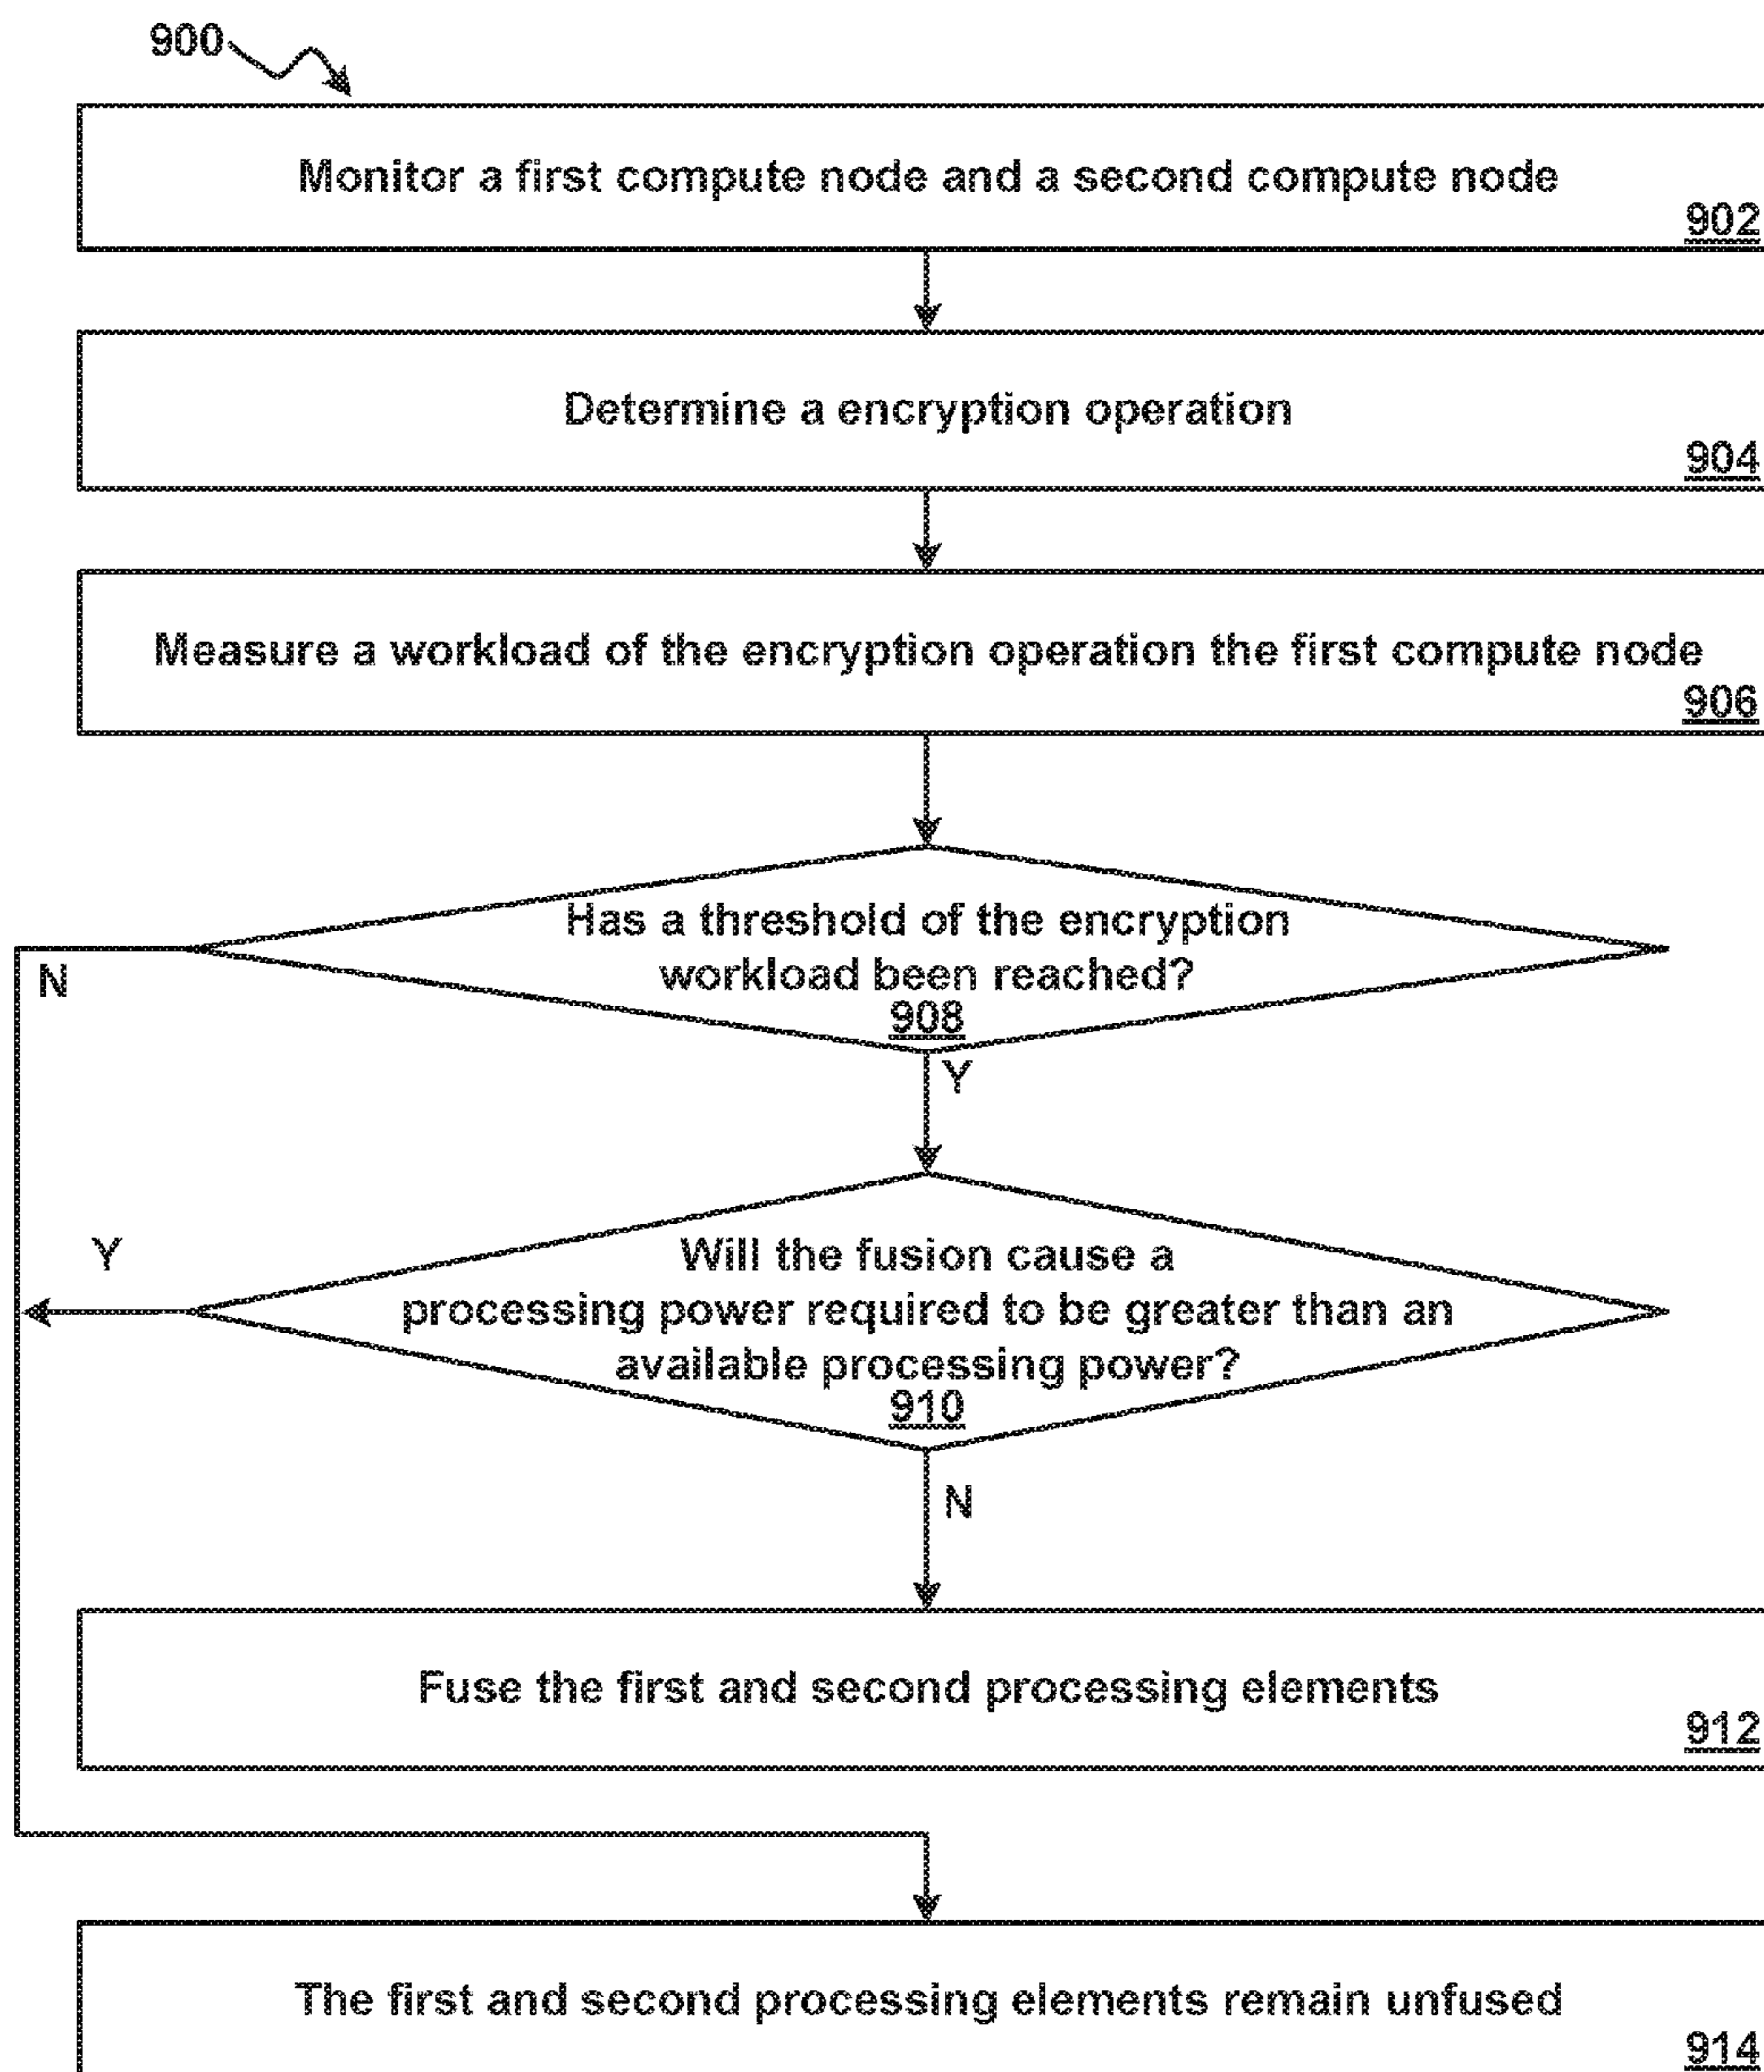 900
Monitor a first compute node and a second compute node
902
Determine a encryption operation
904
Measure a workload of the encryption operation the first compute node
906
Has a threshold of the encryption
workload been reached?
908
N
Y
Will the fusion cause a
processing power required to be greater than an
available processing power?
910
Y
N
Fuse the first and second processing elements
912
The first and second processing elements remain unfused
914